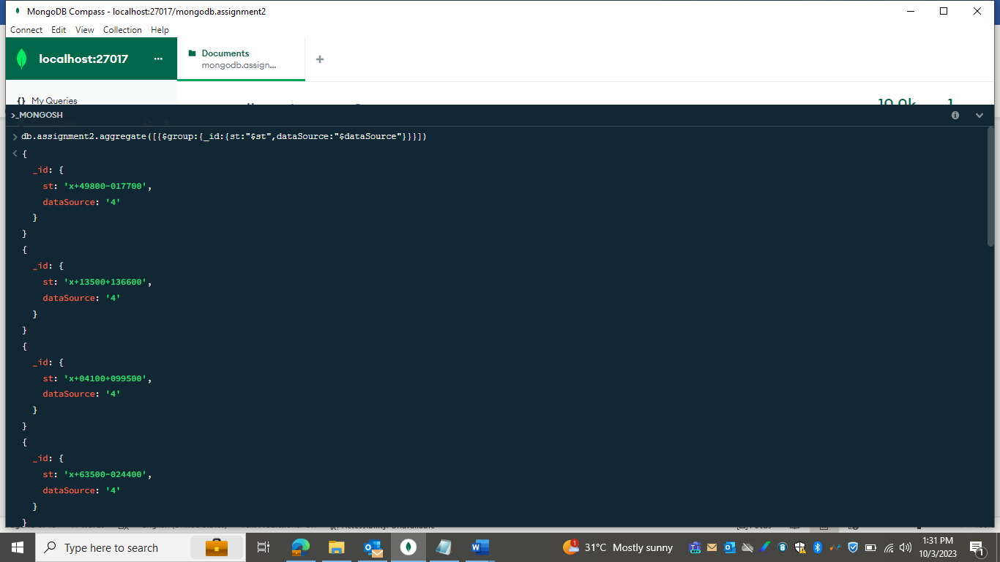 MongoDB Compass - localhost:27017/mongodb.assignment2
Connect Edit View Collection Help
localhost:27017 ...
Documents
mongodb.assign...
{} My Queries
10.0k 1
>_MONGOSH
db.assignment2.aggregate([{$group:{_id:{st:"$st",dataSource:"$dataSource"}}}])
{
_id: {
st: 'x+49800-017700',
dataSource: '4'
}
}
{
_id: {
st: 'x+13500+136600',
dataSource: '4'
}
}
{
_id: {
st: 'x+04100+099500',
dataSource: '4'
}
}
{
_id: {
st: 'x+63500-024400',
dataSource: '4'
}
}
Type here to search
31°C Mostly sunny
1:31 PM
10/3/2023